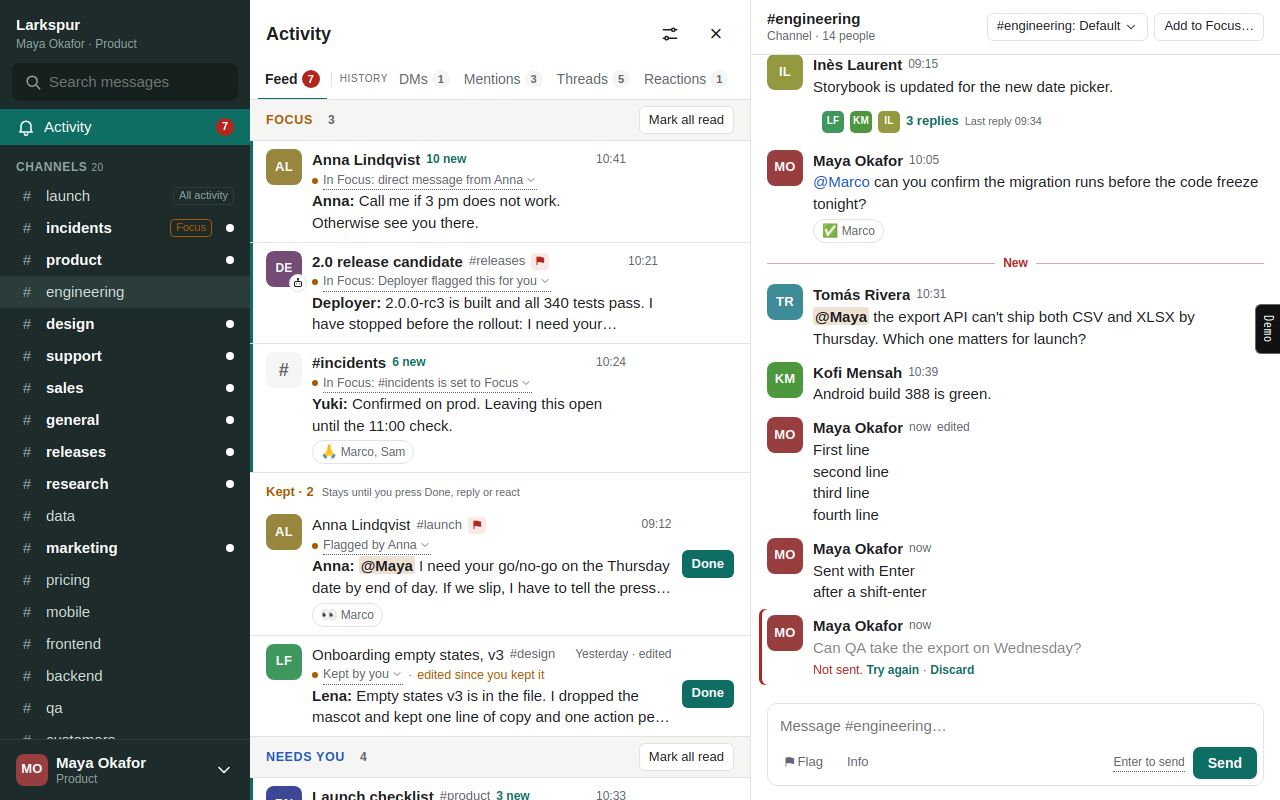 Larkspur
Maya Okafor · Product
Search messages
Activity
7
CHANNELS 20
# launch All activity
# incidents Focus
# product
# engineering
# design
# support
# sales
# general
# releases
# research
# data
# marketing
# pricing
# mobile
# frontend
# backend
# qa
# customers
MO
Maya Okafor
Product
Activity
Feed 7
HISTORY
DMs 1
Mentions 3
Threads 5
Reactions 1
FOCUS 3
Mark all read
AL
Anna Lindqvist 10 new 10:41
In Focus: direct message from Anna
Anna: Call me if 3 pm does not work.
Otherwise see you there.
DE
2.0 release candidate #releases 10:21
In Focus: Deployer flagged this for you
Deployer: 2.0.0-rc3 is built and all 340 tests pass. I
have stopped before the rollout: I need your…
#
#incidents 6 new 10:24
In Focus: #incidents is set to Focus
Yuki: Confirmed on prod. Leaving this open
until the 11:00 check.
🙏 Marco, Sam
Kept · 2 Stays until you press Done, reply or react
AL
Anna Lindqvist #launch 09:12
Flagged by Anna
Anna: @Maya I need your go/no-go on the Thursday
date by end of day. If we slip, I have to tell the press…
Done
👀 Marco
LF
Onboarding empty states, v3 #design Yesterday · edited
Kept by you · edited since you kept it
Lena: Empty states v3 is in the file. I dropped the
mascot and kept one line of copy and one action pe…
Done
NEEDS YOU 4
Mark all read
Launch checklist #product 3 new 10:33
#engineering
Channel · 14 people
#engineering: Default
Add to Focus…
IL
Inès Laurent 09:15
Storybook is updated for the new date picker.
LF KM IL 3 replies Last reply 09:34
MO
Maya Okafor 10:05
@Marco can you confirm the migration runs before the code freeze
tonight?
✅ Marco
New
TR
Tomás Rivera 10:31
@Maya the export API can't ship both CSV and XLSX by
Thursday. Which one matters for launch?
KM
Kofi Mensah 10:39
Android build 388 is green.
MO
Maya Okafor now edited
First line
second line
third line
fourth line
MO
Maya Okafor now
Sent with Enter
after a shift-enter
MO
Maya Okafor now
Can QA take the export on Wednesday?
Not sent. Try again · Discard
Message #engineering…
Flag
Info
Enter to send
Send
Demo